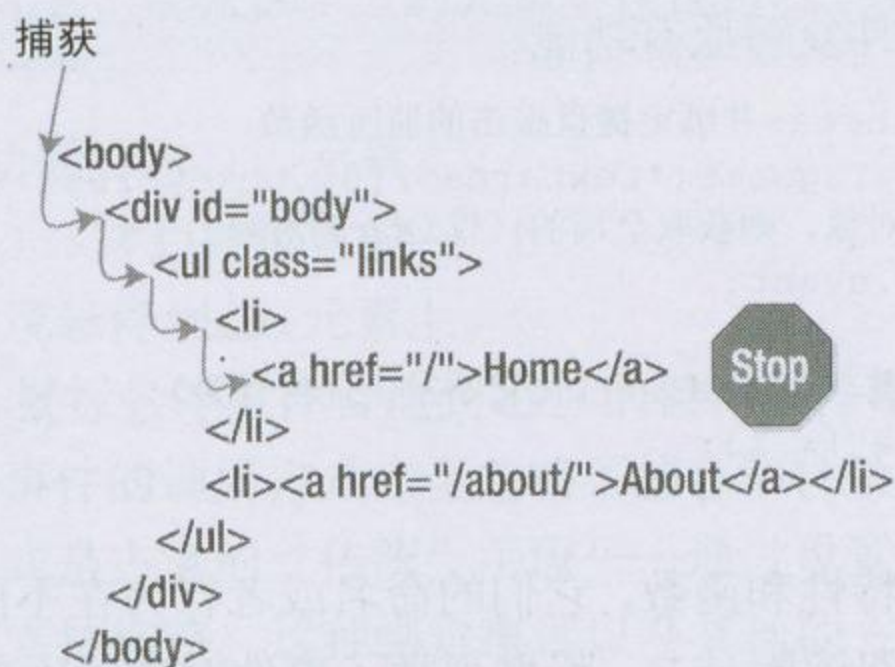 捕获
<body>
<div id="body">
<ul class="links">
<li>
<a href="/">Home</a>
Stop
</li>
<li><a href="/about/">About</a></li>
</ul>
</div>
</body>